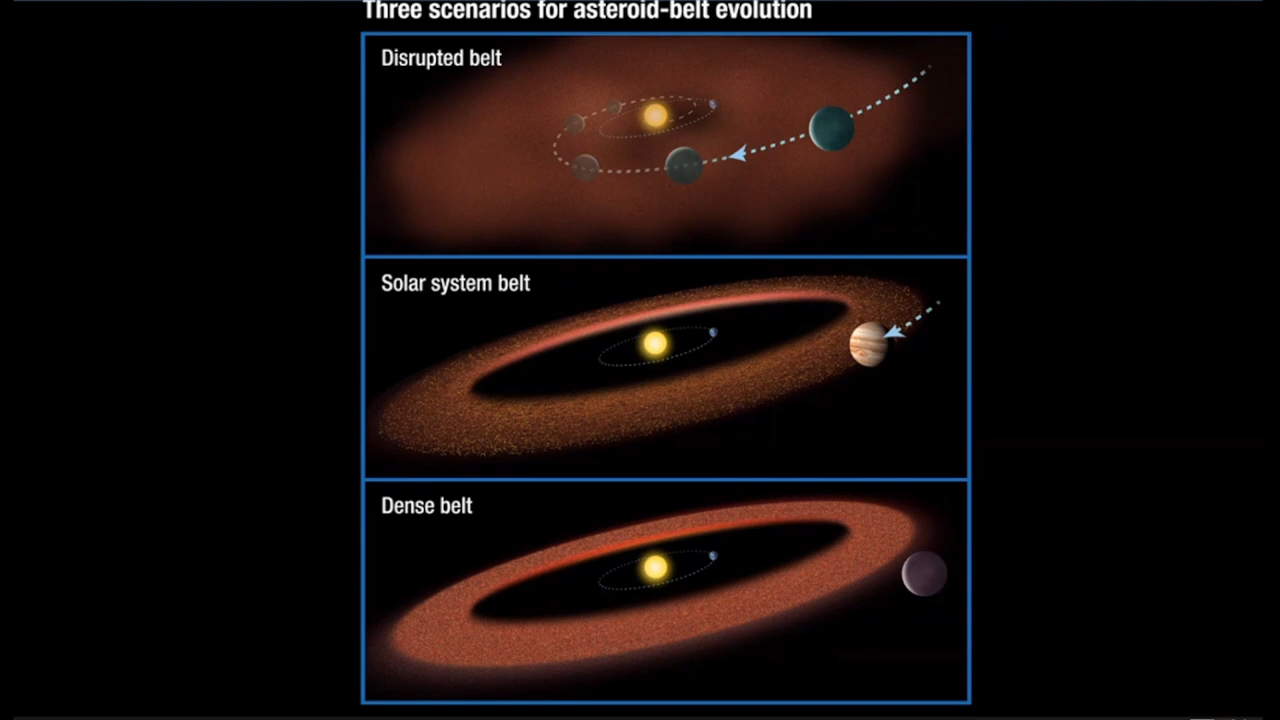 Three scenarios for asteroid-belt evolution
Disrupted belt
Solar system belt
Dense belt